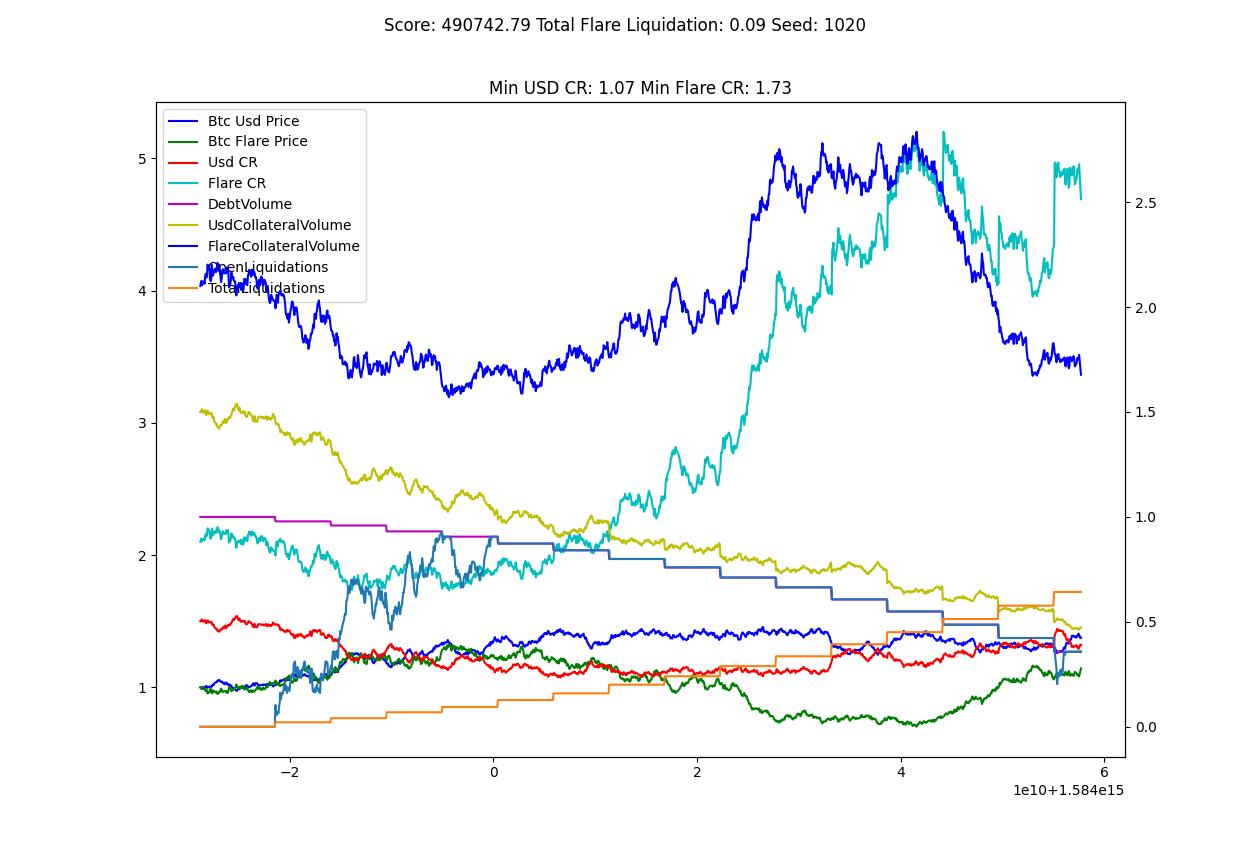 Score: 490742.79 Total Flare Liquidation: 0.09 Seed: 1020
Min USD CR: 1.07 Min Flare CR: 1.73
Btc Usd Price
Btc Flare Price
Usd CR
Flare CR
DebtVolume
UsdCollateralVolume
FlareCollateralVolume
OpenLiquidations
TotalLiquidations
5
4
3
2
1
2.5
2.0
1.5
1.0
0.5
0.0
−2
0
2
4
6
1e10+1.584e15